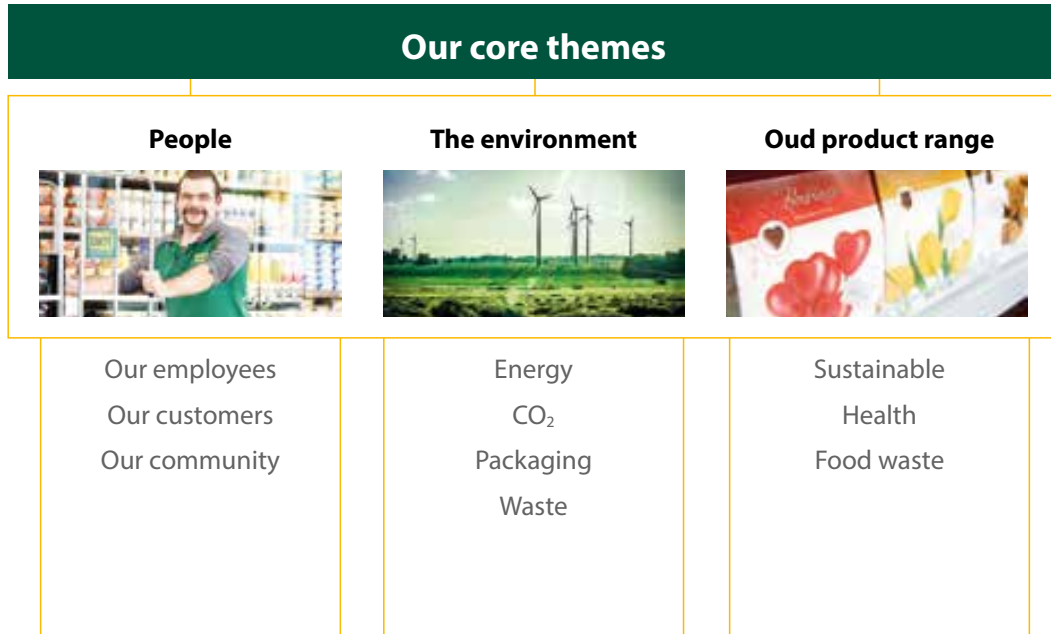 Our core themes
People
The environment
Oud product range
Our employees
Our customers
Our community
Energy
CO₂
Packaging
Waste
Sustainable
Health
Food waste